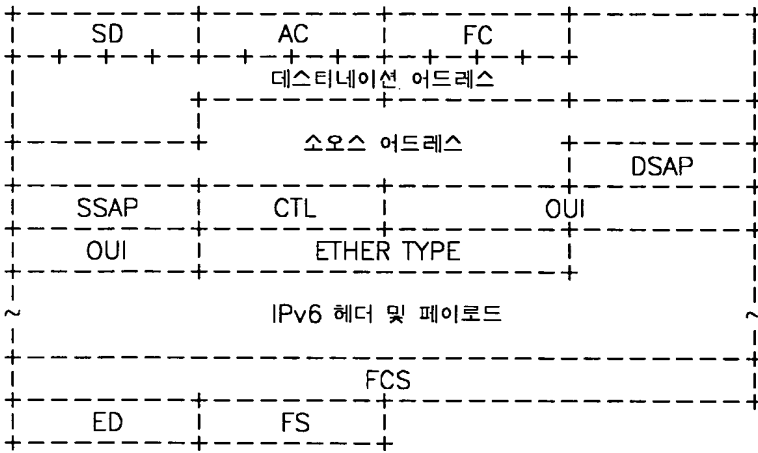 SD AC FC
데스티네이션 어드레스
소오스 어드레스
DSAP
SSAP CTL OUI
OUI ETHER TYPE
~ IPv6 헤더 및 페이로드 ~
FCS
ED FS